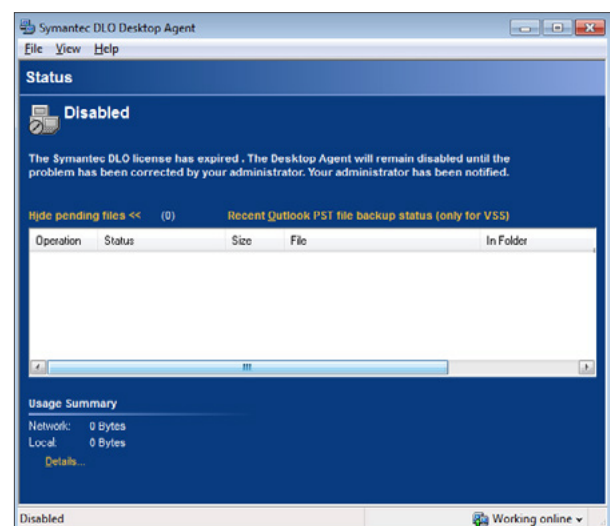 Symantec DLO Desktop Agent
File View Help
Status
Disabled
The Symantec DLO license has expired . The Desktop Agent will remain disabled until the
problem has been corrected by your administrator. Your administrator has been notified.
Hide pending files << (0) Recent Outlook PST file backup status (only for VSS)
Operation Status Size File In Folder
Usage Summary
Network: 0 Bytes
Local: 0 Bytes
Details...
Disabled Working online